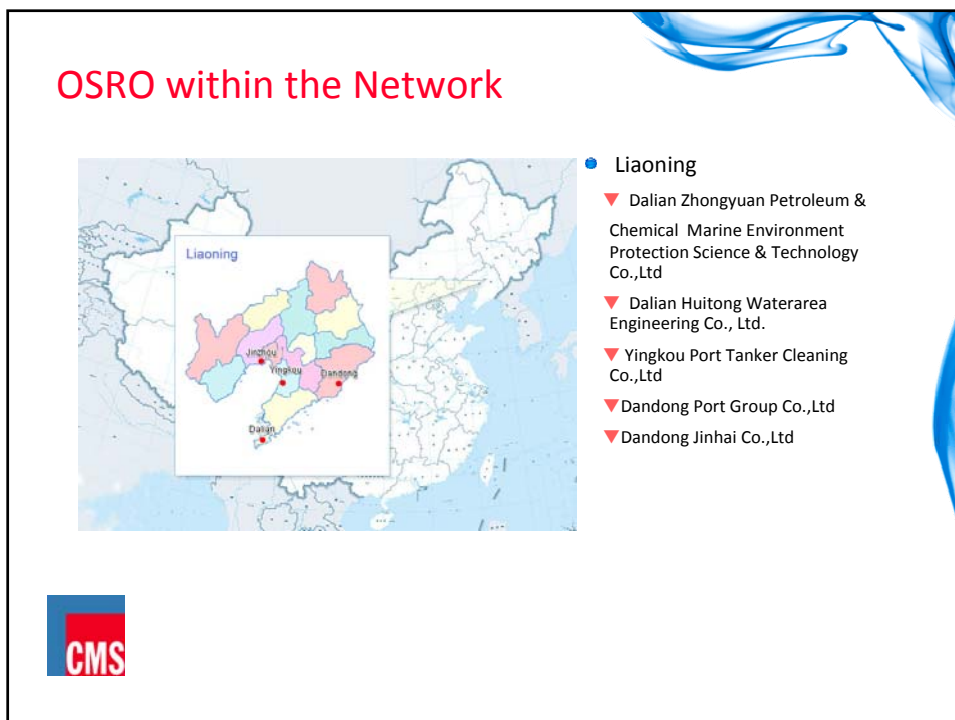 OSRO within the Network
Liaoning
Jinzhou
Yingkou
Dandong
Dalian
Liaoning
Dalian Zhongyuan Petroleum &
Chemical Marine Environment
Protection Science & Technology
Co.,Ltd
Dalian Huitong Waterarea
Engineering Co., Ltd.
Yingkou Port Tanker Cleaning
Co.,Ltd
Dandong Port Group Co.,Ltd
Dandong Jinhai Co.,Ltd
CMS